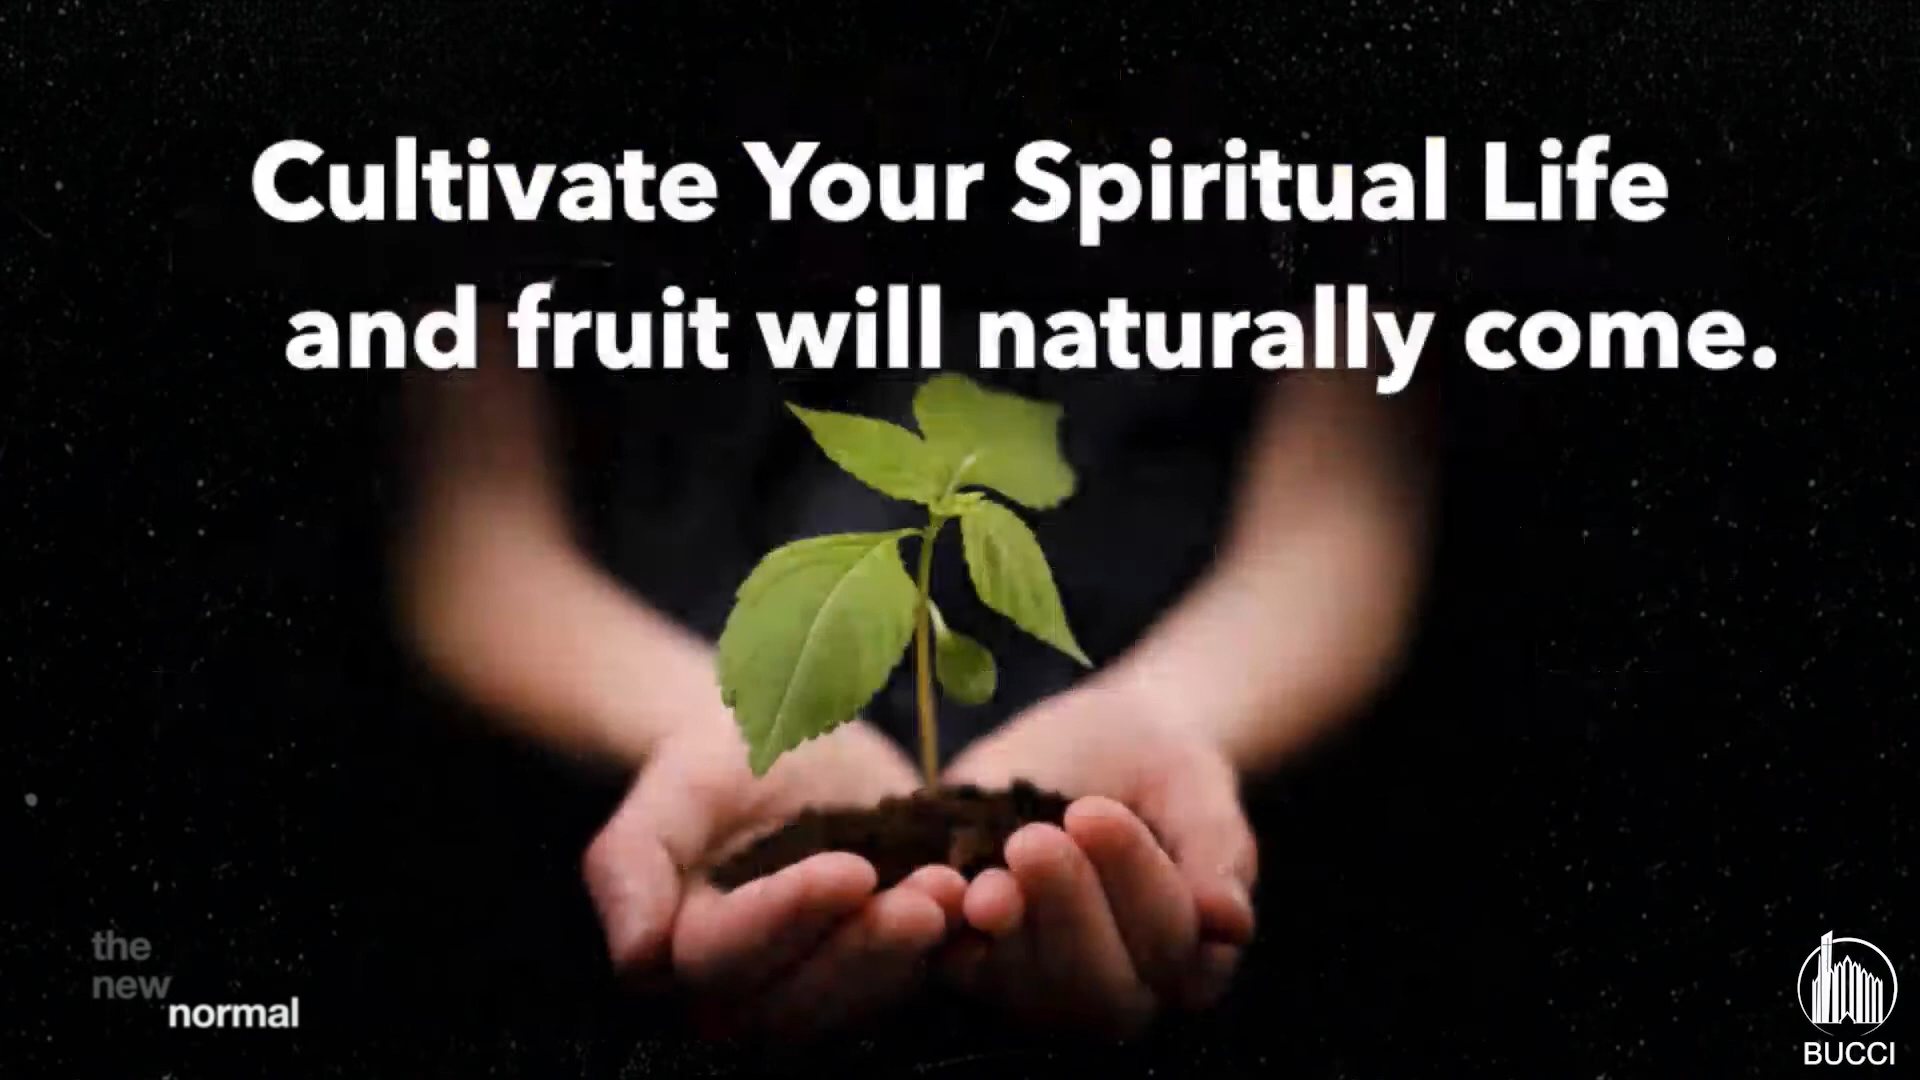 Cultivate Your Spiritual Life
and fruit will naturally come.
the
new
normal
BUCCI